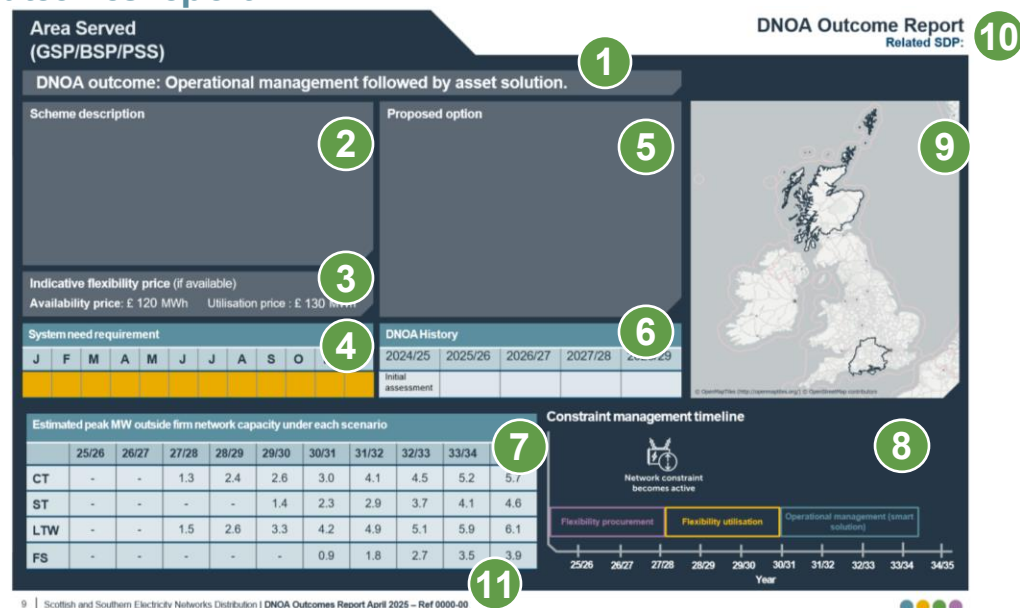 Area Served
(GSP/BSP/PSS)
DNOA Outcome Report
Related SDP:
10
1
DNOA outcome: Operational management followed by asset solution.
Scheme description
2
Proposed option
5
9
Indicative flexibility price (if available)
3
Availability price: £ 120 MWh Utilisation price : £ 130 MWh
System need requirement
4
J F M A M J J A S O
DNOA History
6
2024/25 2025/26 2026/27 2027/28
Initial
assessment
© OpenMapTiles (http://openmaptiles.org/) © OpenStreetMap contributors
Estimated peak MW outside firm network capacity under each scenario
7
25/26 26/27 27/28 28/29 29/30 30/31 31/32 32/33 33/34
CT - - 1.3 2.4 2.6 3.0 4.1 4.5 5.2 5.7
ST - - - - 1.4 2.3 2.9 3.7 4.1 4.6
LTW - - 1.5 2.6 3.3 4.2 4.9 5.1 5.9 6.1
FS - - - - - 0.9 1.8 2.7 3.5 3.9
11
Constraint management timeline
8
Network constraint
becomes active
Flexibility procurement
Flexibility utilisation
Operational management (smart
solution)
25/26 26/27 27/28 28/29 29/30 30/31 31/32 32/33 33/34 34/35
Year
9 | Scottish and Southern Electricity Networks Distribution | DNOA Outcomes Report April 2025 – Ref 0000-00